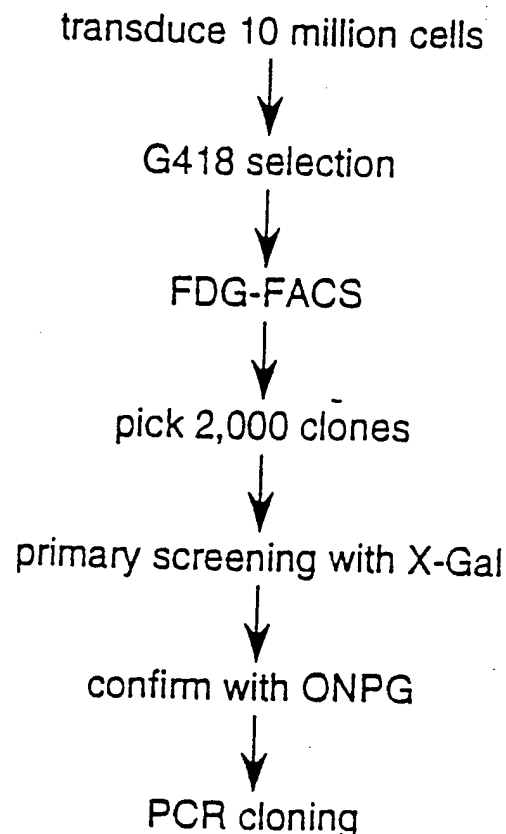 transduce 10 million cells
G418 selection
FDG-FACS
pick 2,000 clones
primary screening with X-Gal
confirm with ONPG
PCR cloning